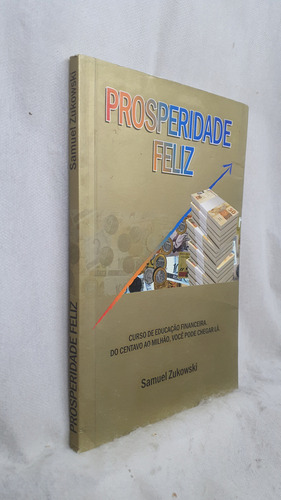 Samuel Zukowski
PROSPERIDADE FELIZ
PROSPERIDADE
FELIZ
CURSO DE EDUCAÇÃO FINANCEIRA.
DO CENTAVO AO MILHÃO, VOCÊ PODE CHEGAR LÁ.
Samuel Zukowski